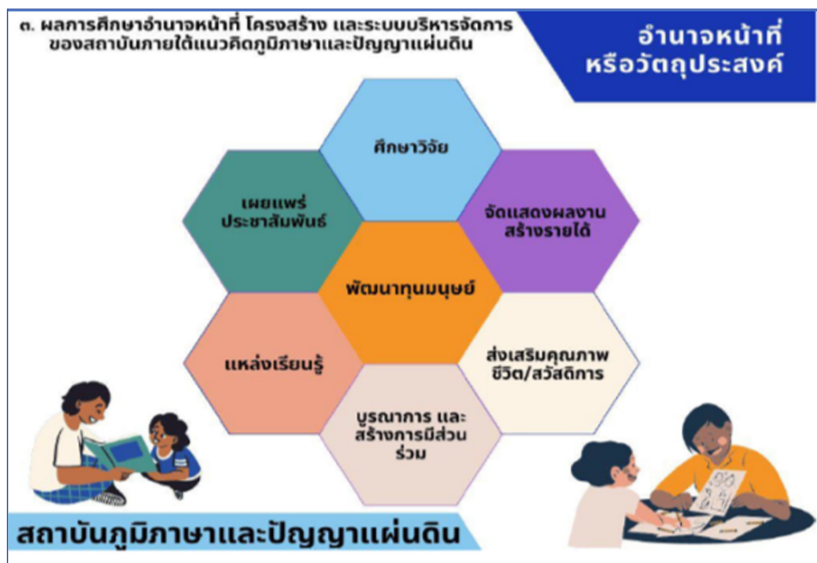 ๓. ผลการศึกษาอำนาจหน้าที่ โครงสร้าง และระบบบริหารจัดการ
ของสถาบันภายใต้แนวคิดภูมิภาษาและปัญญาแผ่นดิน
อำนาจหน้าที่
หรือวัตถุประสงค์
ศึกษาวิจัย
เผยแพร่
ประชาสัมพันธ์
จัดแสดงผลงาน
สร้างรายได้
พัฒนาทุนมนุษย์
แหล่งเรียนรู้
ส่งเสริมคุณภาพ
ชีวิต/สวัสดิการ
บูรณาการ และ
สร้างการมีส่วน
ร่วม
สถาบันภูมิภาษาและปัญญาแผ่นดิน